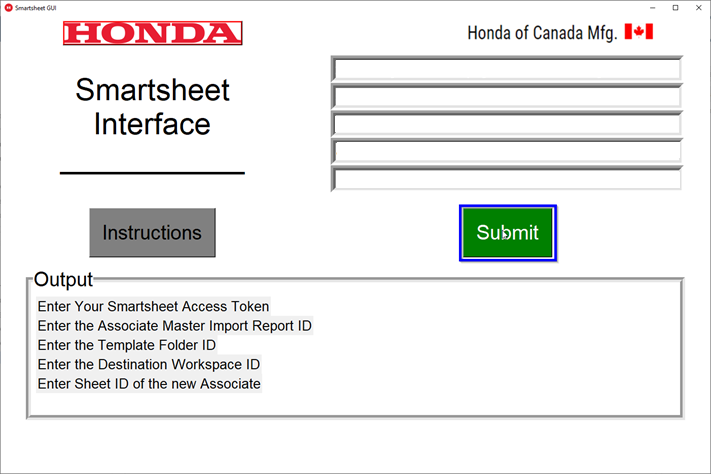 Smartsheet GUI
HONDA
Honda of Canada Mfg.
Smartsheet
Interface
Instructions
Submit
Output
Enter Your Smartsheet Access Token
Enter the Associate Master Import Report ID
Enter the Template Folder ID
Enter the Destination Workspace ID
Enter Sheet ID of the new Associate